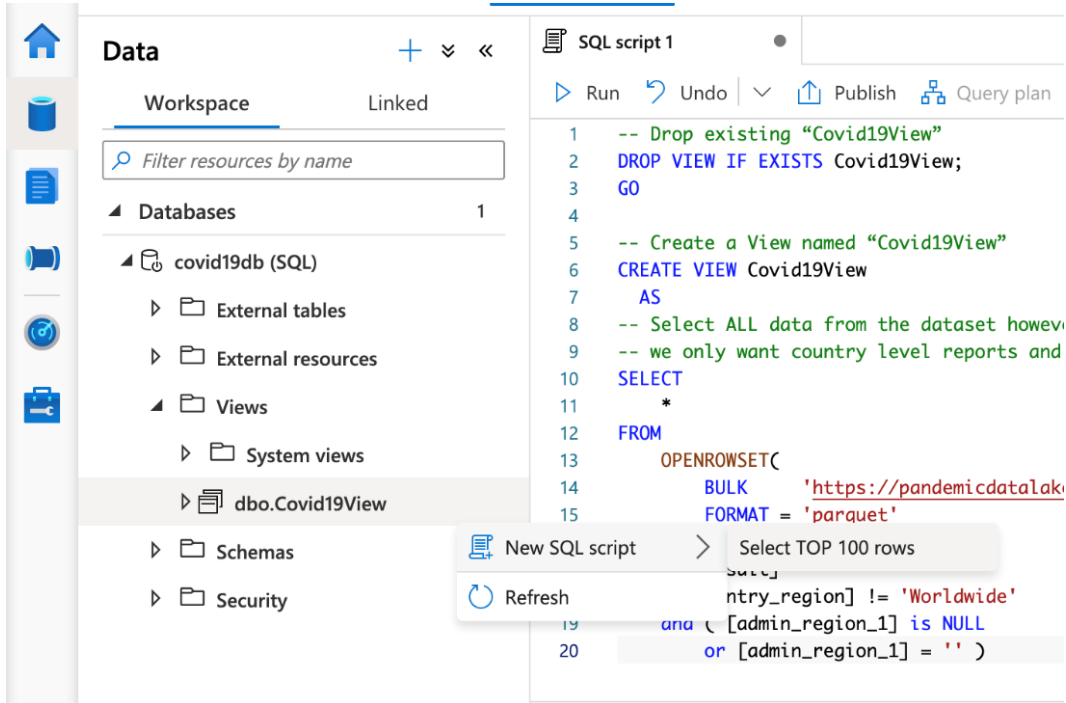 Data
Workspace
Linked
Filter resources by name
Databases
1
covid19db (SQL)
External tables
External resources
Views
System views
dbo.Covid19View
Schemas
Security
New SQL script
Select TOP 100 rows
Refresh
SQL script 1
Run
Undo
Publish
Query plan
1 -- Drop existing “Covid19View”
2 DROP VIEW IF EXISTS Covid19View;
3 GO
4
5 -- Create a View named “Covid19View”
6 CREATE VIEW Covid19View
7 AS
8 -- Select ALL data from the dataset howeve
9 -- we only want country level reports and
10 SELECT
11 *
12 FROM
13 OPENROWSET(
14 BULK 'https://pandemicdatalake
15 FORMAT = 'parquet'
ntry_region] != 'Worldwide'
19 and ( [admin_region_1] is NULL
20 or [admin_region_1] = '' )